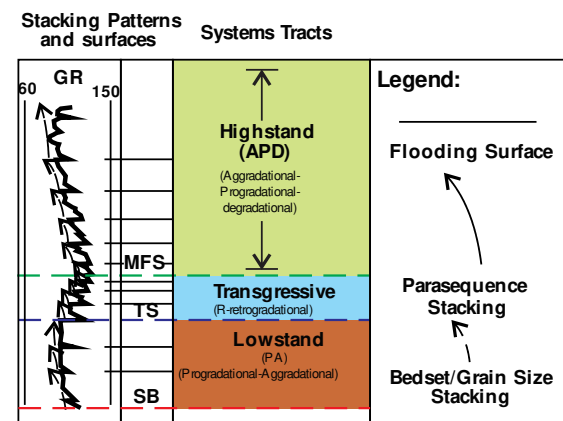 Stacking Patterns
and surfaces
Systems Tracts
GR
60
150
MFS
TS
SB
Highstand
(APD)
(Aggradational-
Progradational-
degradational)
Transgressive
(R-retrogradational)
Lowstand
(PA)
(Progradational-Aggradational)
Legend:
Flooding Surface
Parasequence
Stacking
Bedset/Grain Size
Stacking